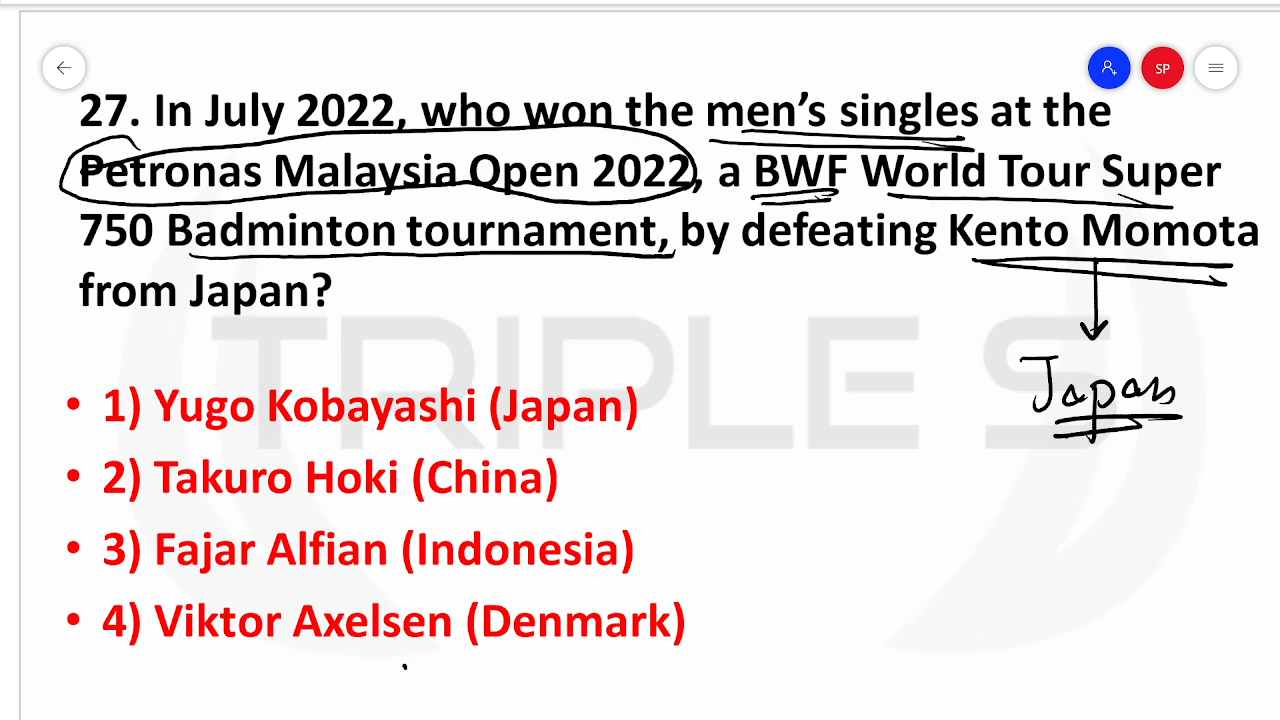 SP
27. In July 2022, who won the men’s singles at the
Petronas Malaysia Open 2022, a BWF World Tour Super
750 Badminton tournament, by defeating Kento Momota
from Japan?
TRIPLE S
Japan
• 1) Yugo Kobayashi (Japan)
• 2) Takuro Hoki (China)
• 3) Fajar Alfian (Indonesia)
• 4) Viktor Axelsen (Denmark)